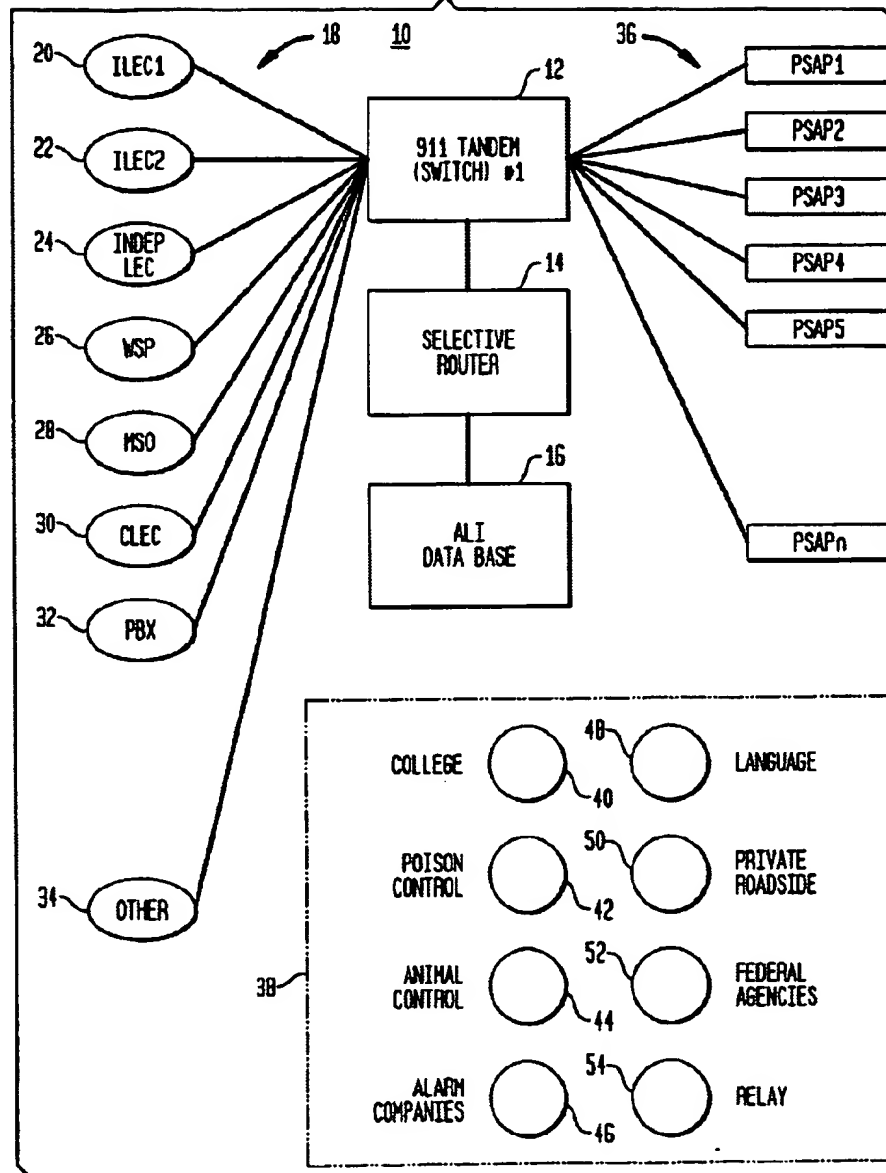 18
10
36
20
ILEC1
12
PSAP1
22
ILEC2
911 TANDEM
(SWITCH) #1
PSAP2
PSAP3
24
INDEP
LEC
PSAP4
14
26
WSP
SELECTIVE
ROUTER
PSAP5
28
MSO
16
30
CLEC
ALI
DATA BASE
PSAPn
32
PBX
34
OTHER
38
COLLEGE
40
48
LANGUAGE
POISON
CONTROL
42
50
PRIVATE
ROADSIDE
ANIMAL
CONTROL
44
52
FEDERAL
AGENCIES
ALARM
COMPANIES
46
54
RELAY